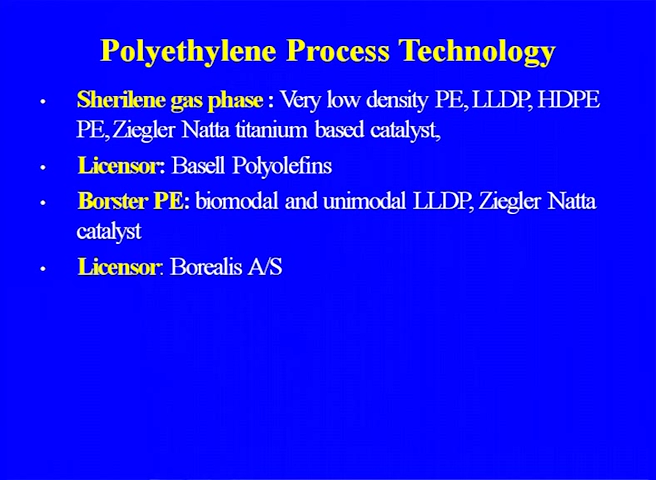 Polyethylene Process Technology
• Sherilene gas phase : Very low density PE, LLDP, HDPE
PE, Ziegler Natta titanium based catalyst,
• Licensor: Basell Polyolefins
• Borster PE: biomodal and unimodal LLDP, Ziegler Natta
catalyst
• Licensor: Borealis A/S